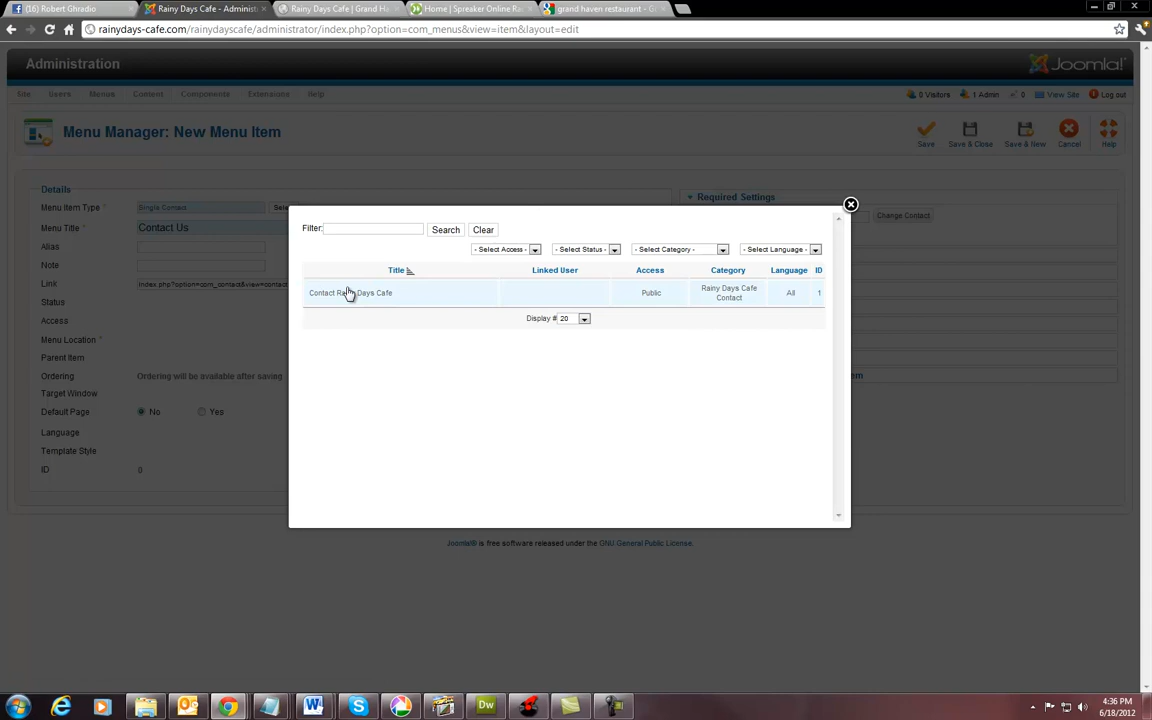 (16) Robert Ghradio
Rainy Days Cafe - Administ
Rainy Days Cafe | Grand Ha
Home | Spreaker Online Ra
grand haven restaurant - Go
rainydays-cafe.com/rainydayscafe/administrator/index.php?option=com_menus&view=item&layout=edit
Administration
Joomla!
Site Users Menus Content Components Extensions Help
0 Visitors 1 Admin 0 View Site Log out
Menu Manager: New Menu Item
Save Save & Close Save & New Cancel Help
Details
Required Settings
Menu Item Type * Single Contact Sele
Change Contact
Menu Title * Contact Us
Alias
Note
Link index.php?option=com_contact&view=contact
Status
Access
Menu Location *
Parent Item
em
Ordering Ordering will be available after saving
Target Window
Default Page No Yes
Language
Template Style
ID 0
Filter: Search Clear
- Select Access - - Select Status - - Select Category - - Select Language -
Title Linked User Access Category Language ID
Contact Rainy Days Cafe Public Rainy Days Cafe Contact All 1
Display # 20
Joomla!® is free software released under the GNU General Public License.
W
S
Dw
4:36 PM
6/18/2012